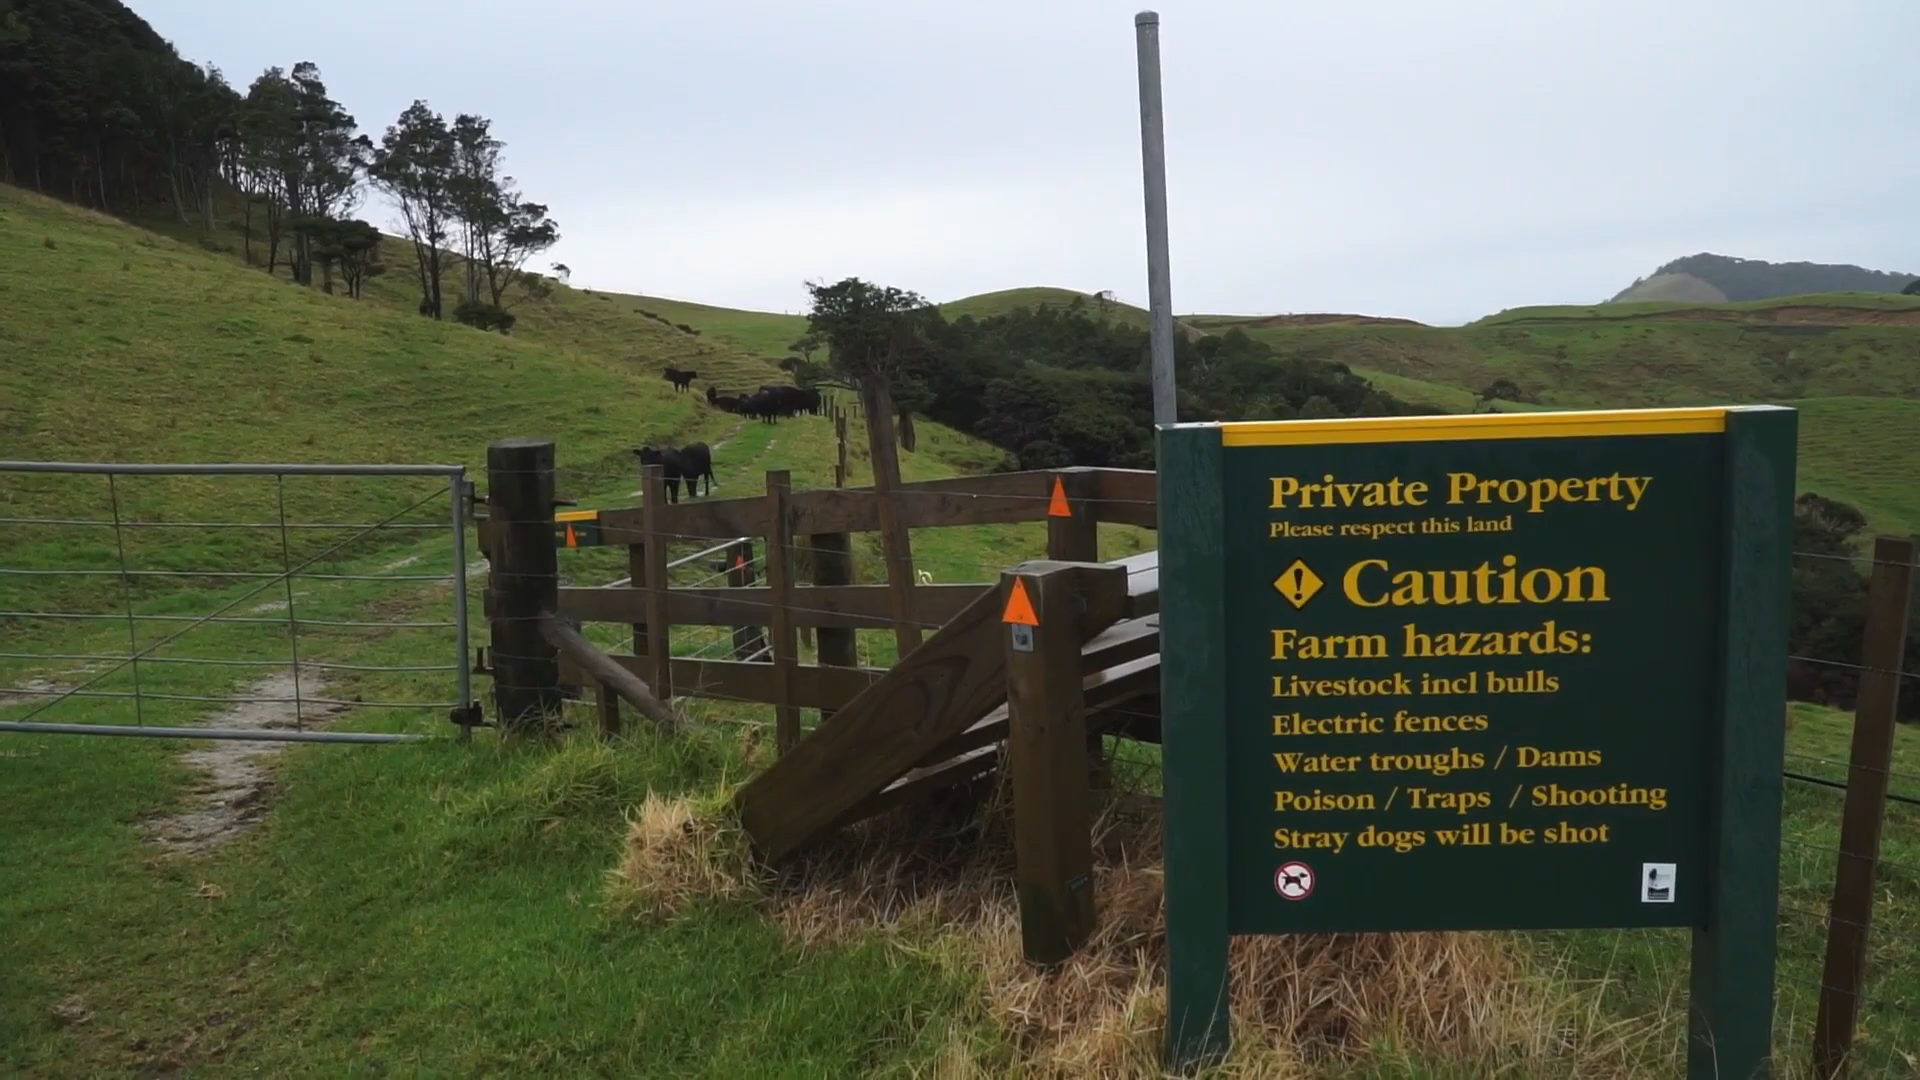 Private Property
Please respect this land
Caution
Farm hazards:
Livestock incl bulls
Electric fences
Water troughs / Dams
Poison / Traps / Shooting
Stray dogs will be shot